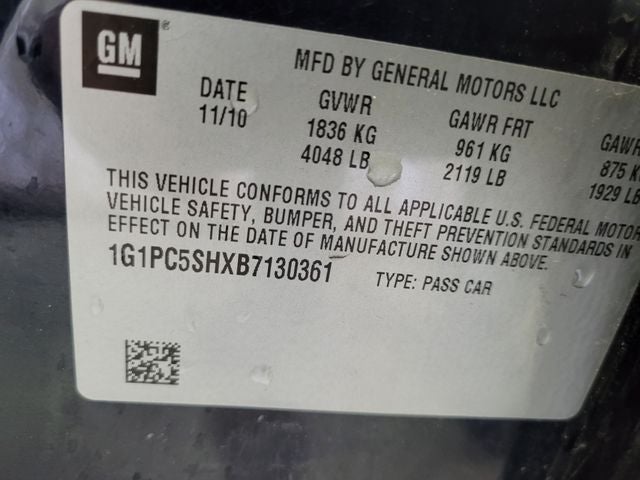 GM®
MFD BY GENERAL MOTORS LLC
DATE GVWR GAWR FRT GAWR
11/10 1836 KG 961 KG 875 K
4048 LB 2119 LB 1929 LB
THIS VEHICLE CONFORMS TO ALL APPLICABLE U.S. FEDERAL MOTOR
VEHICLE SAFETY, BUMPER, AND THEFT PREVENTION STANDARDS IN
EFFECT ON THE DATE OF MANUFACTURE SHOWN ABOVE.
1G1PC5SHXB7130361 TYPE: PASS CAR